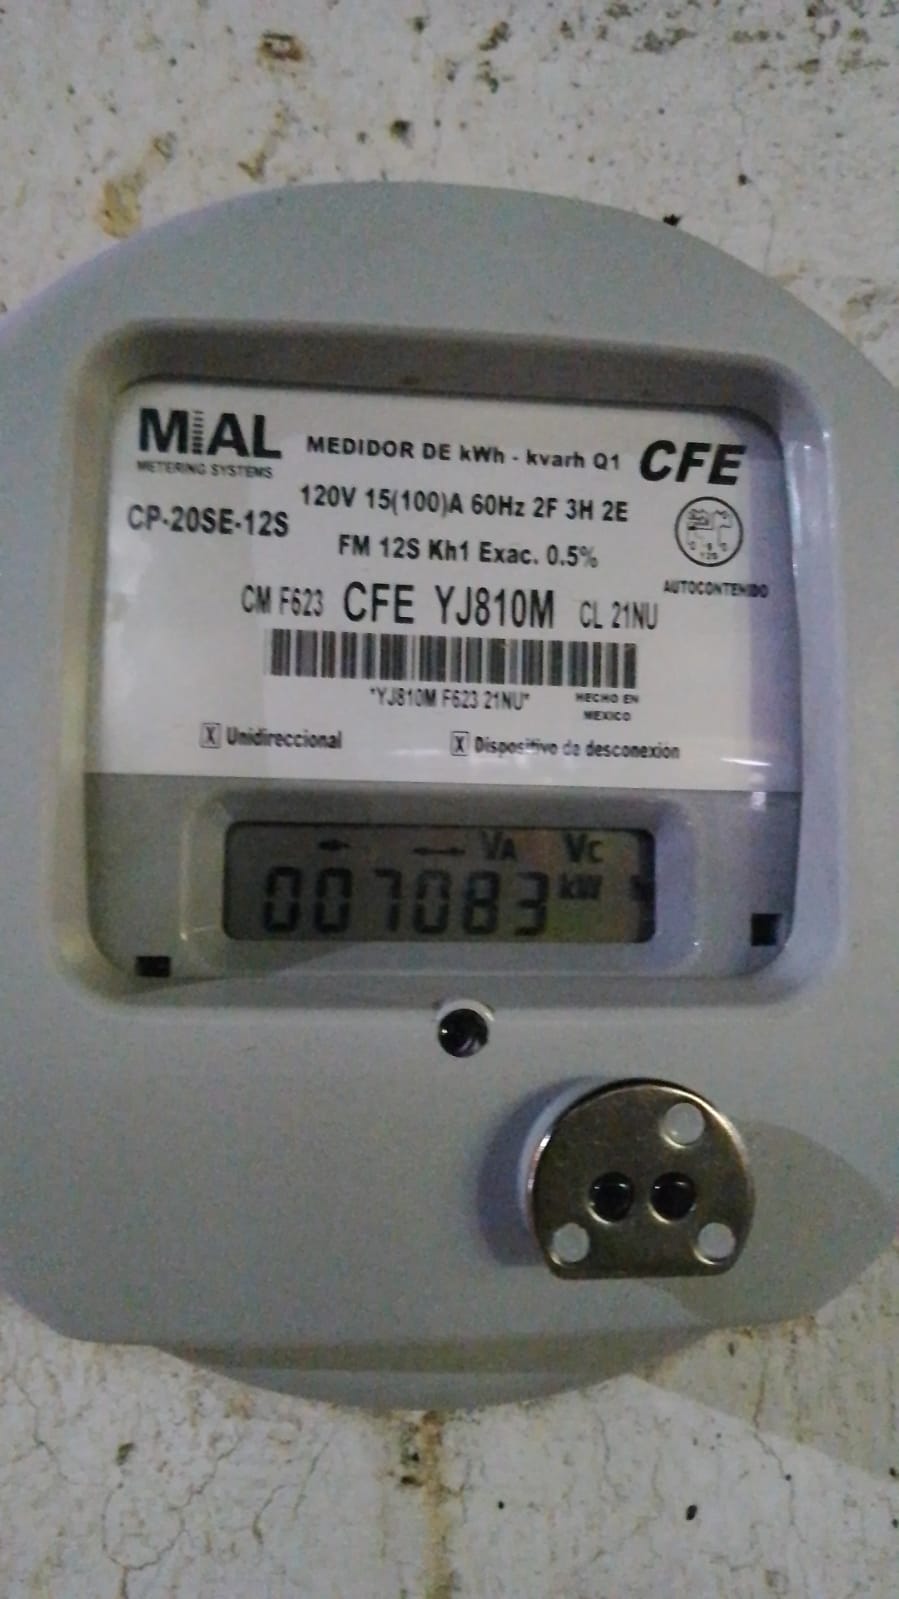 MIAL
METERING SYSTEMS
MEDIDOR DE kWh - kvarh Q1
CFE
CP-20SE-12S
120V 15(100)A 60Hz 2F 3H 2E
FM 12S Kh1 Exac. 0.5%
AUTOCONTENIDO
CM F623 CFE YJ810M CL 21NU
*YJ810M F623 21NU*
HECHO EN
MEXICO
X Unidireccional
X Dispositivo de desconexion
VA VC
007083 kW